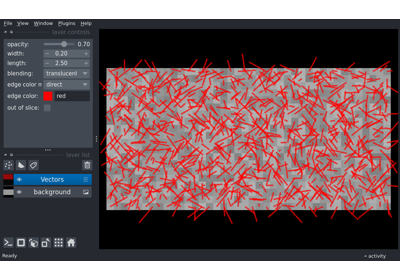 File View Window Plugins Help
layer controls
opacity: 0.70
width: 0.20
length: 2.50
blending: translucent
edge color m direct
edge color: red
out of slice:
layer list
Vectors
background
Ready
activity